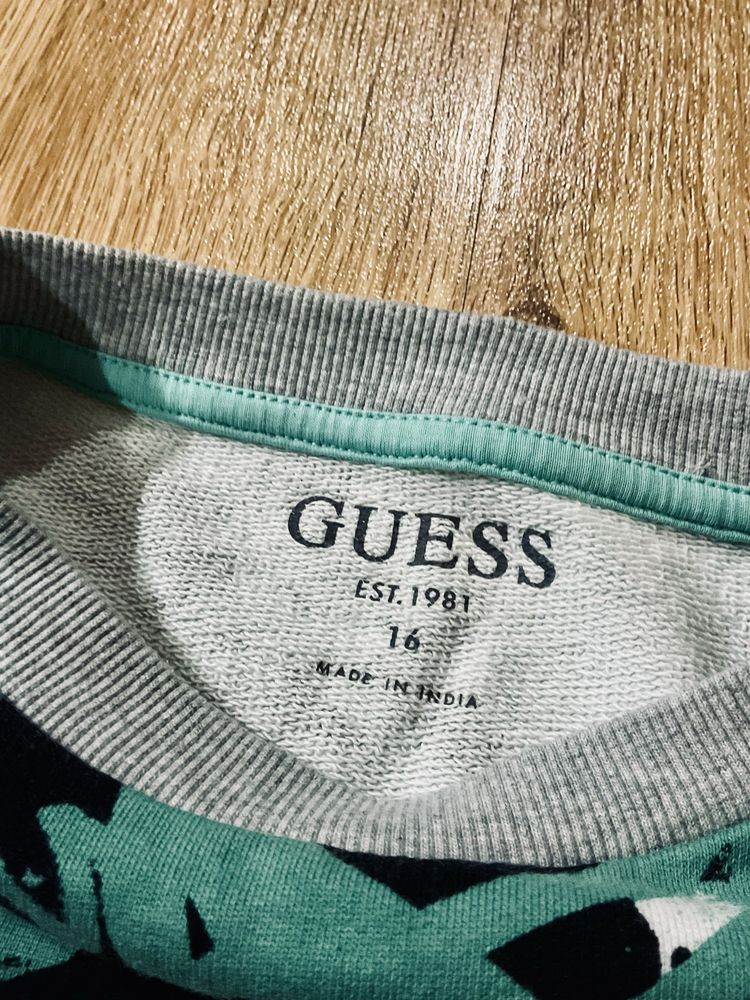 GUESS
EST. 1981
16
MADE IN INDIA